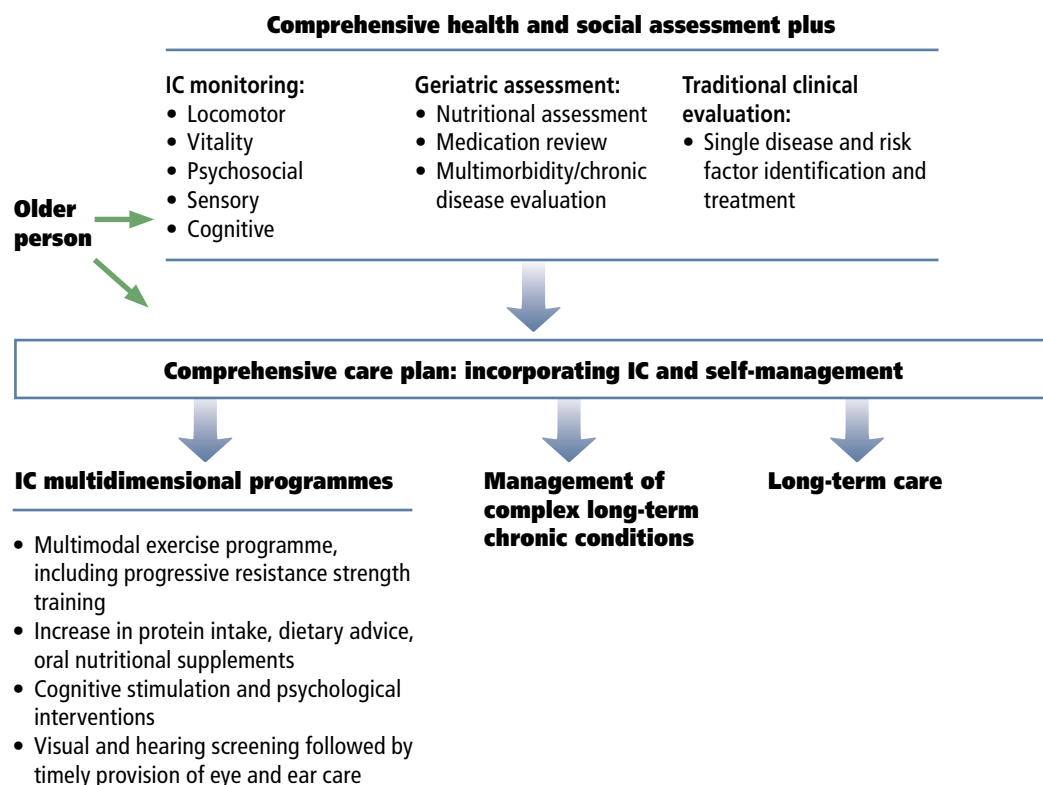 Comprehensive health and social assessment plus
IC monitoring:
• Locomotor
• Vitality
• Psychosocial
• Sensory
• Cognitive
Geriatric assessment:
• Nutritional assessment
• Medication review
• Multimorbidity/chronic
disease evaluation
Traditional clinical
evaluation:
• Single disease and risk
factor identification and
treatment
Older
person
Comprehensive care plan: incorporating IC and self-management
IC multidimensional programmes
• Multimodal exercise programme,
including progressive resistance strength
training
• Increase in protein intake, dietary advice,
oral nutritional supplements
• Cognitive stimulation and psychological
interventions
• Visual and hearing screening followed by
timely provision of eye and ear care
Management of
complex long-term
chronic conditions
Long-term care